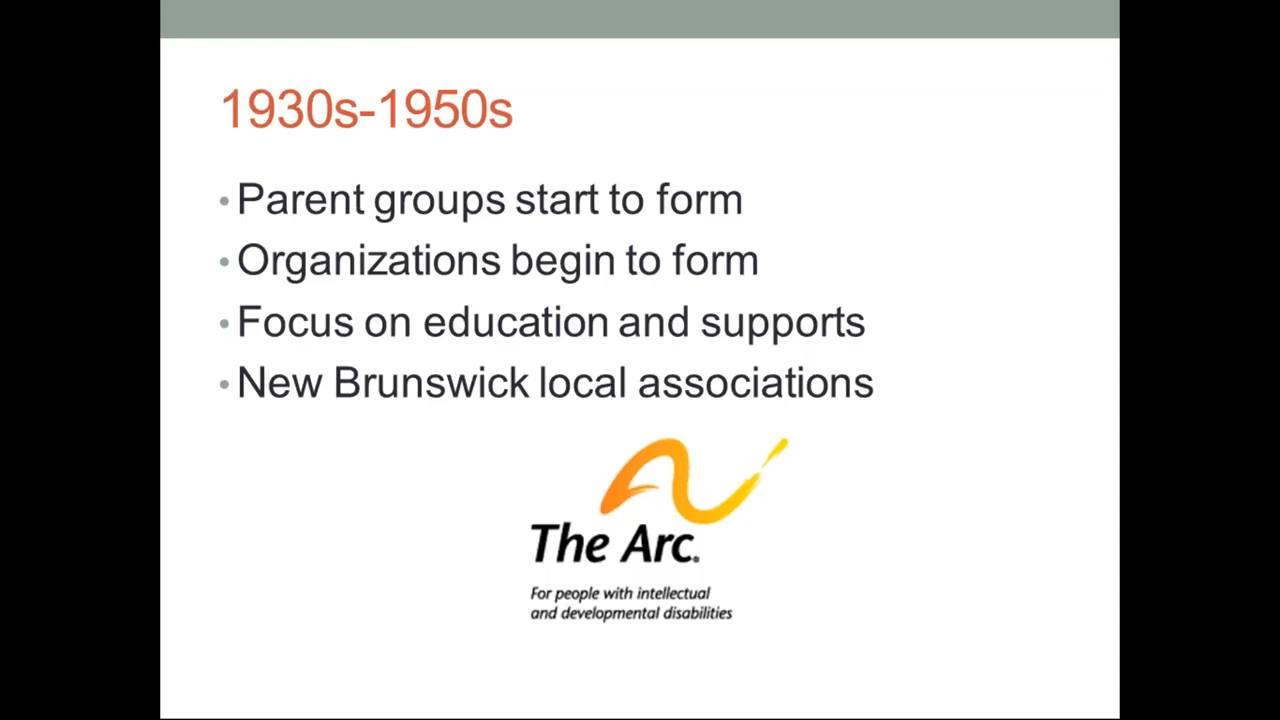 1930s-1950s
• Parent groups start to form
• Organizations begin to form
• Focus on education and supports
• New Brunswick local associations
The Arc®
For people with intellectual
and developmental disabilities